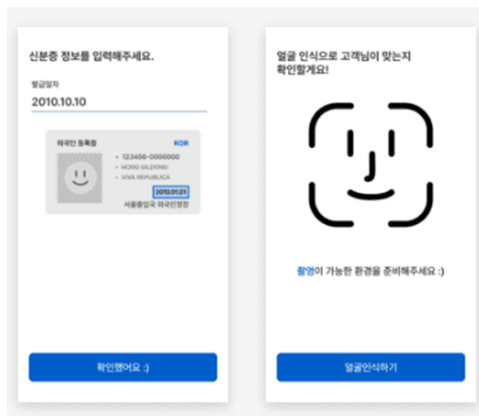 신분증 정보를 입력해주세요.
발급일자
2010.10.10
외국인 등록증 KOR
• 123456-0000000
• HONG GILDONG
• VIVA REPUBLICA
2010.01.01
서울출입국 외국인청장
확인했어요 :)
얼굴 인식으로 고객님이 맞는지
확인할게요!
촬영이 가능한 환경을 준비해주세요 :)
얼굴인식하기